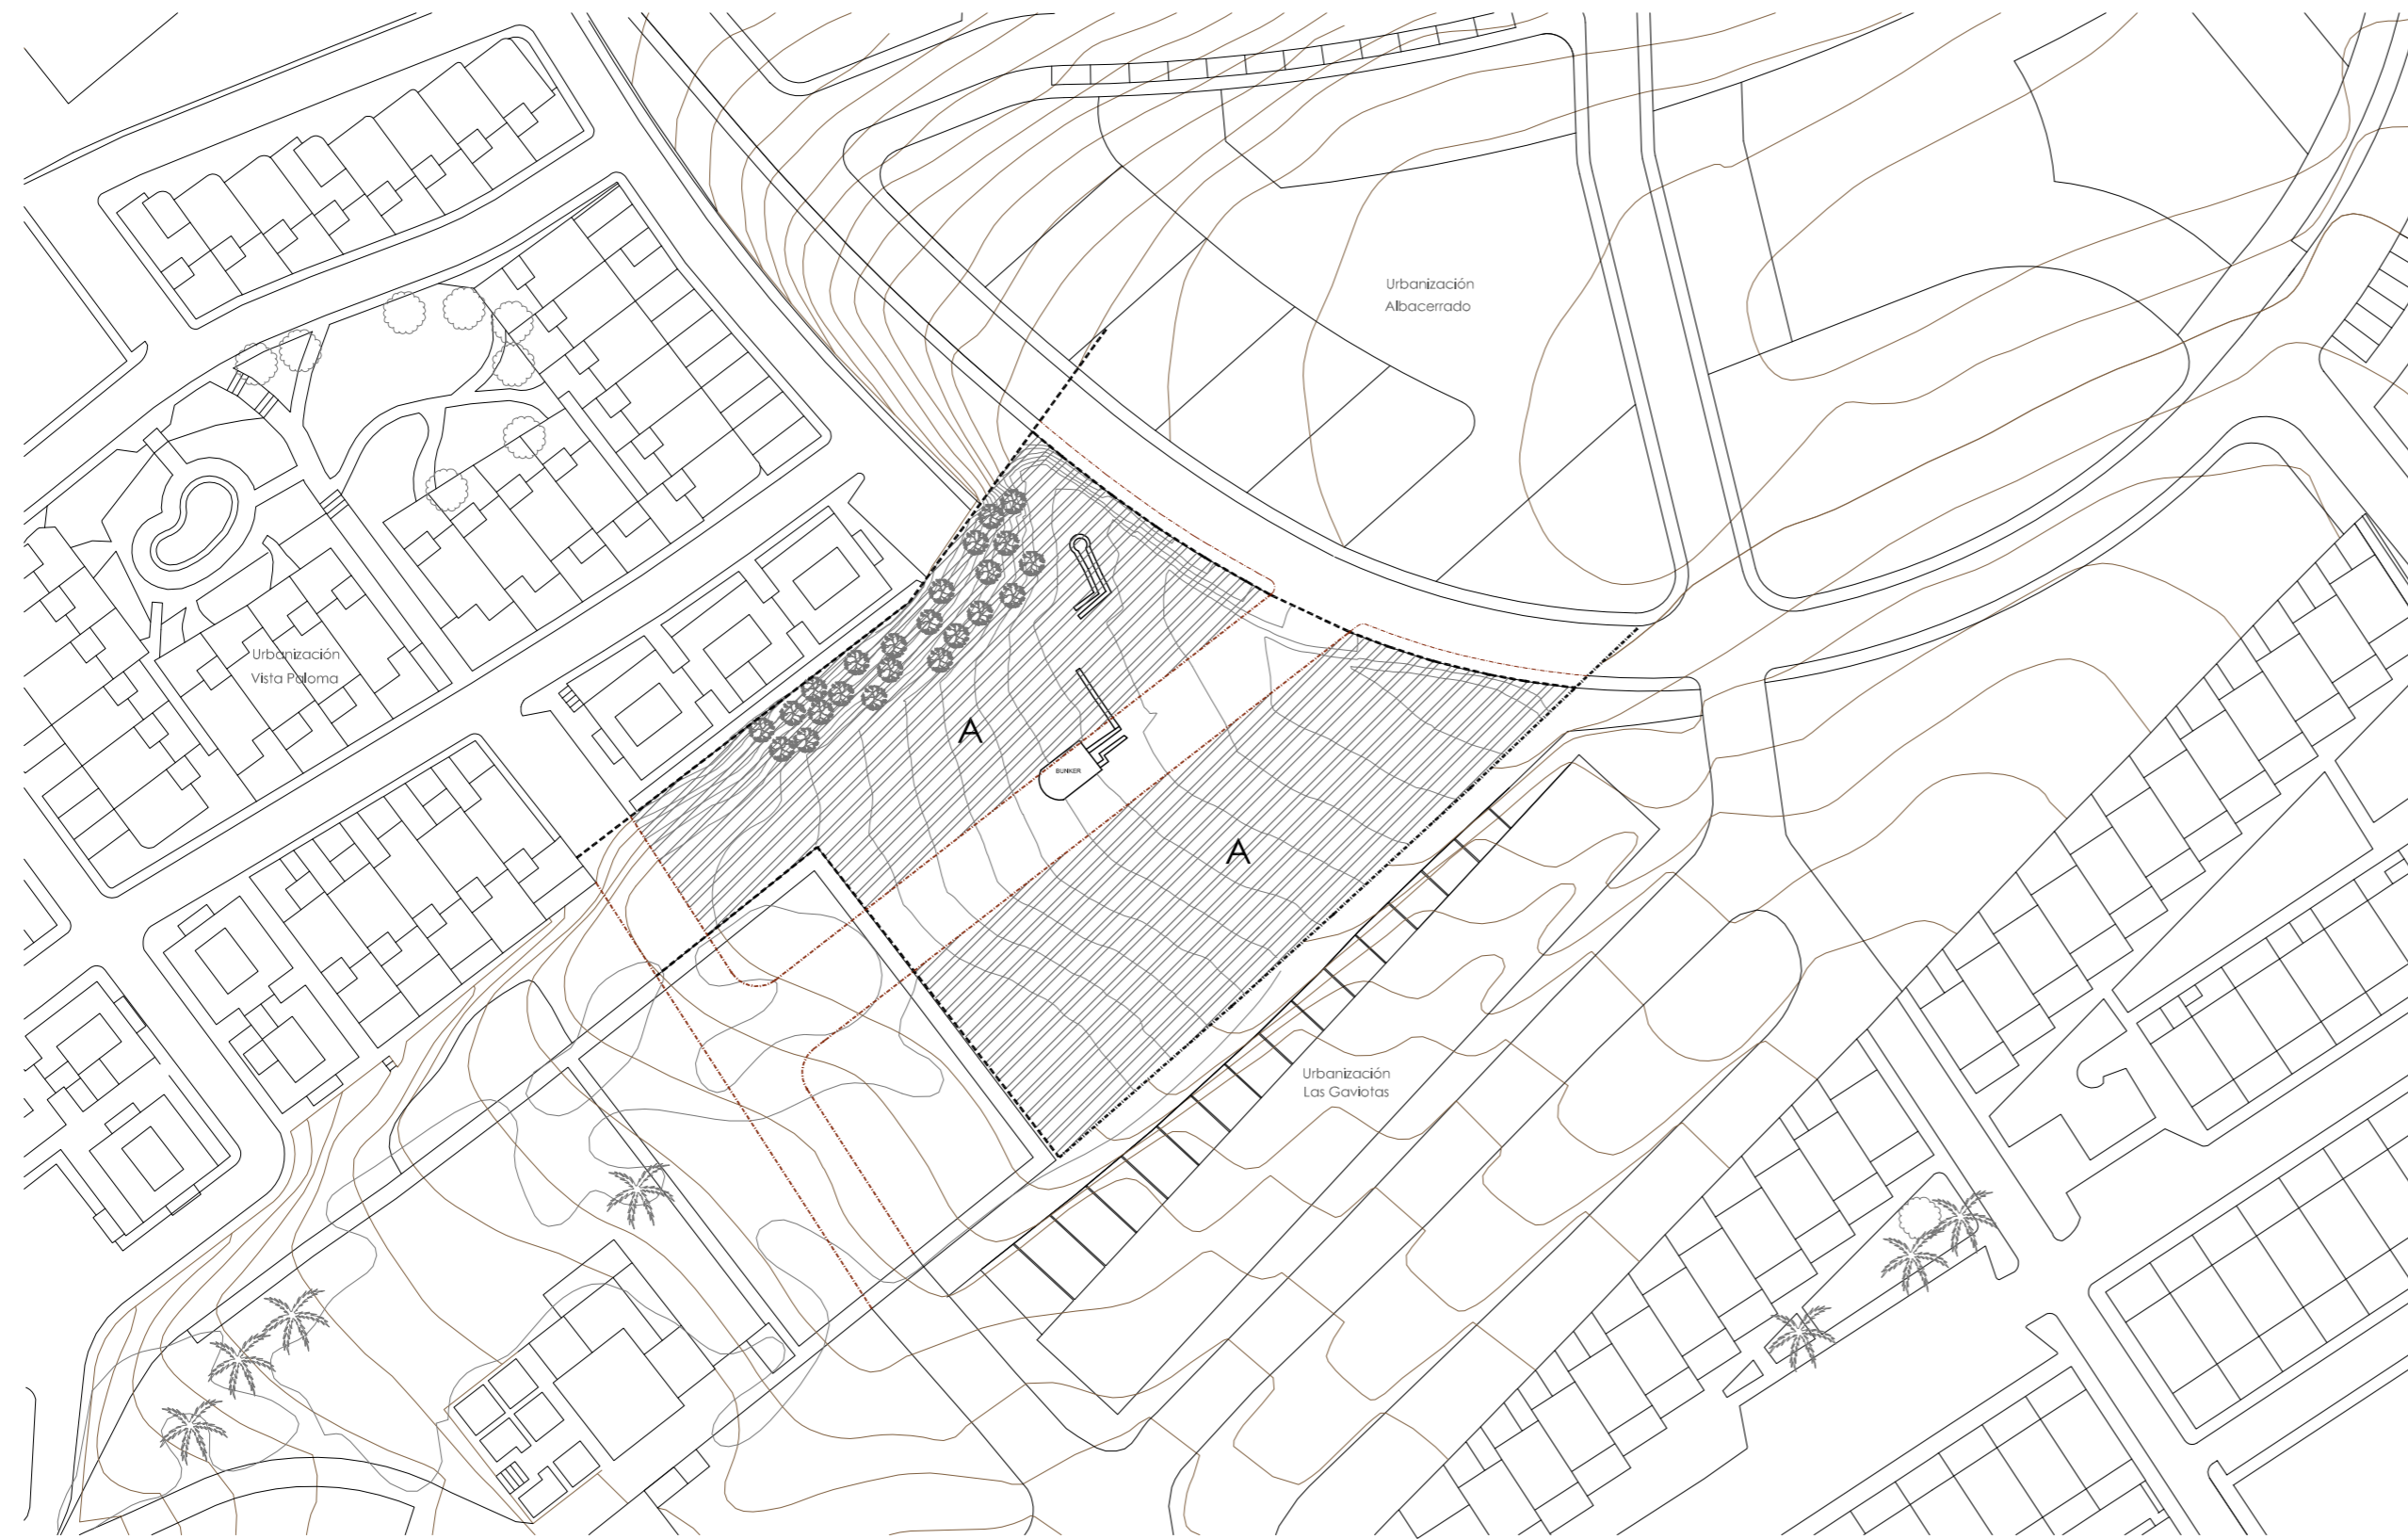 Urbanización
Albacerrado
Urbanización
Vista Paloma
A
BUNKER
A
Urbanización
Las Gaviotas